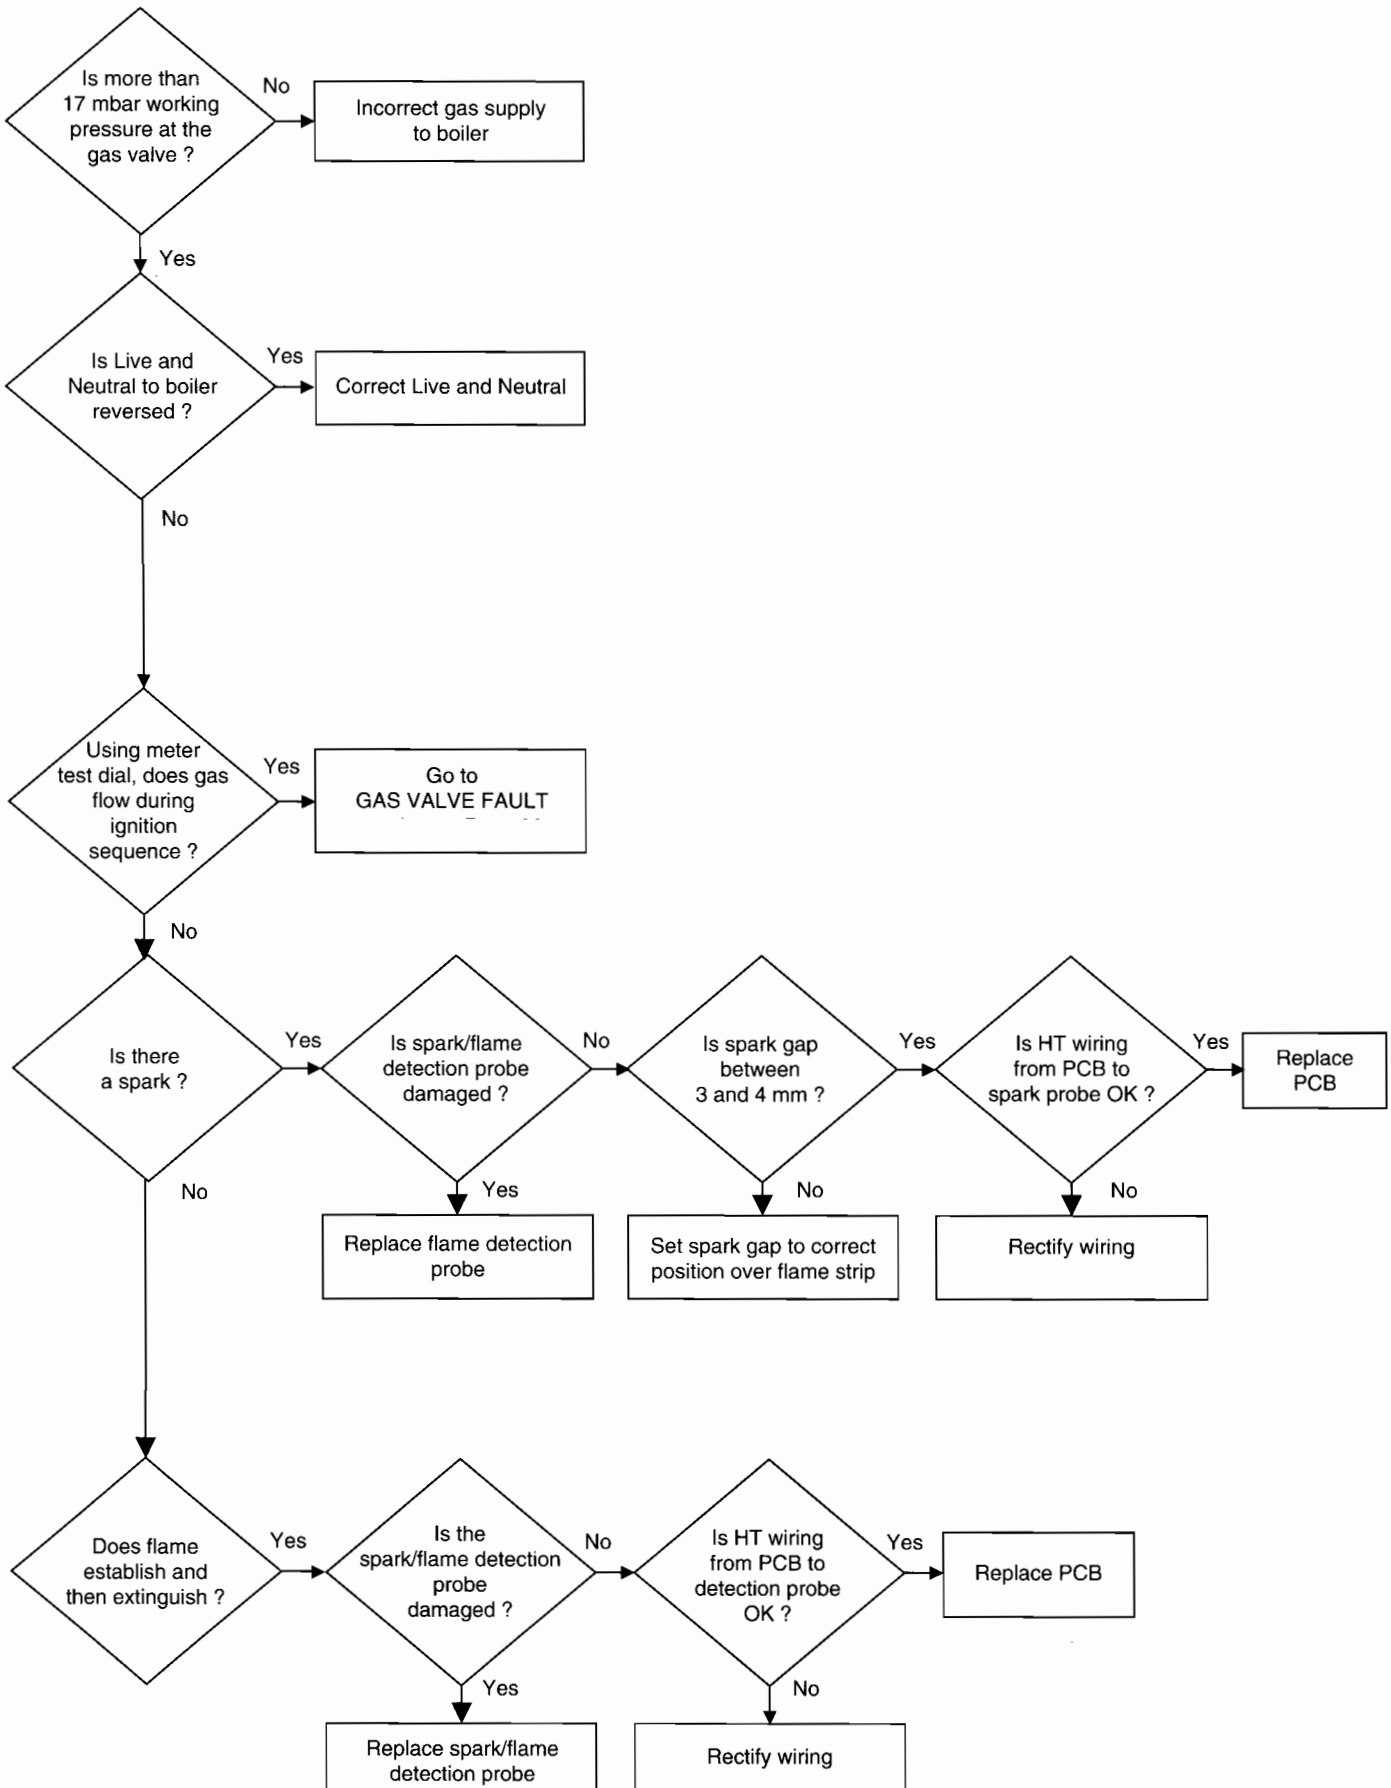 Is more than
17 mbar working
pressure at the
gas valve ?
No
Incorrect gas supply
to boiler
Yes
Is Live and
Neutral to boiler
reversed ?
Yes
Correct Live and Neutral
No
Using meter
test dial, does gas
flow during
ignition
sequence ?
Yes
Go to
GAS VALVE FAULT
No
Is there
a spark ?
Yes
Is spark/flame
detection probe
damaged ?
No
Is spark gap
between
3 and 4 mm ?
Yes
Is HT wiring
from PCB to
spark probe OK ?
Yes
Replace
PCB
No
Yes
Replace flame detection
probe
No
Set spark gap to correct
position over flame strip
No
Rectify wiring
Does flame
establish and
then extinguish ?
Yes
Is the
spark/flame detection
probe
damaged ?
No
Is HT wiring
from PCB to
detection probe
OK ?
Yes
Replace PCB
Yes
Replace spark/flame
detection probe
No
Rectify wiring